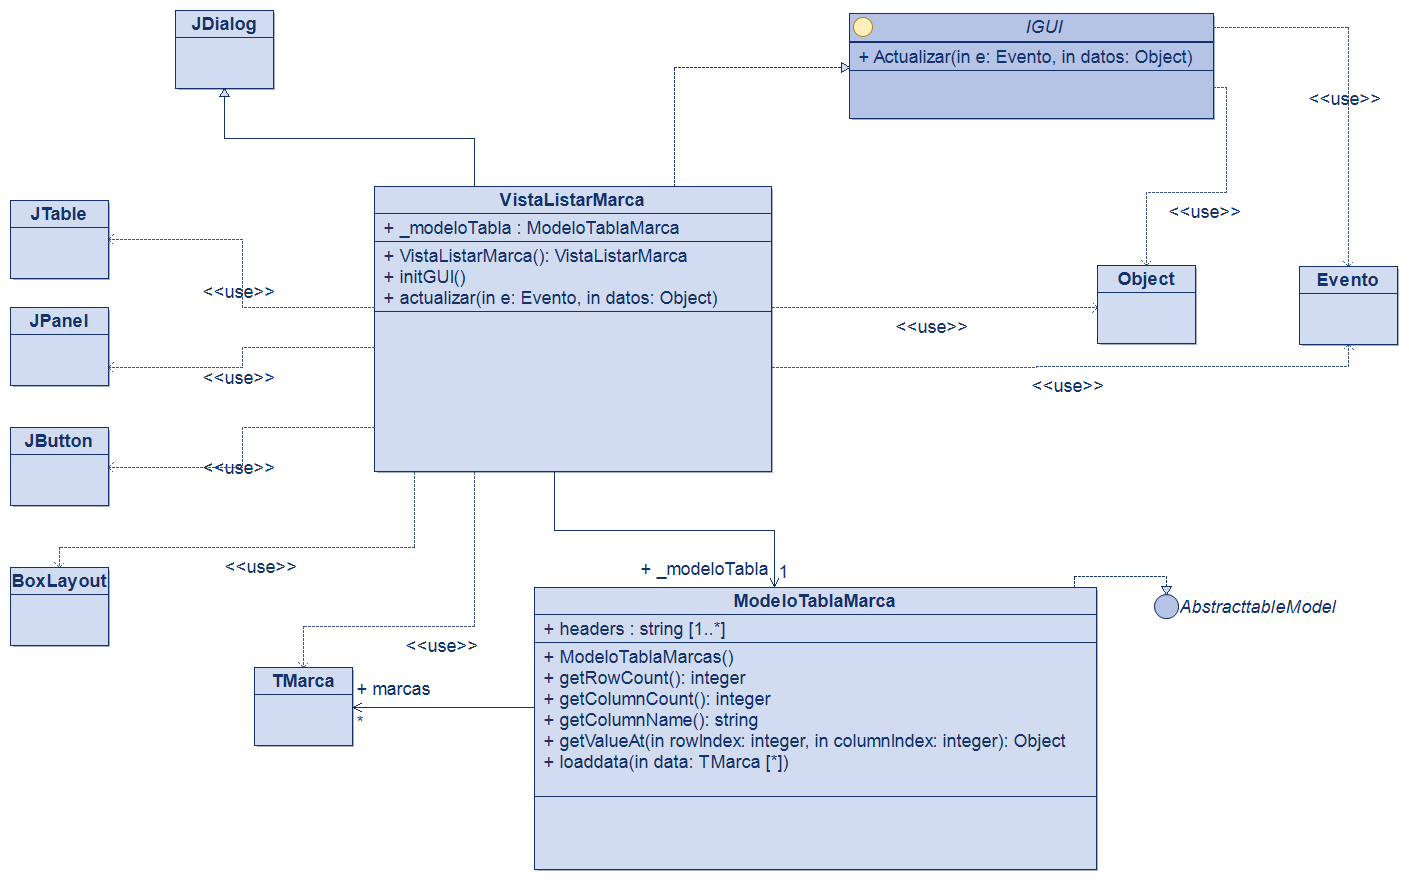 JDialog
IGUI
+ Actualizar(in e: Evento, in datos: Object)
<<use>>
<<use>>
JTable
VistaListarMarca
+ _modeloTabla : ModeloTablaMarca
+ VistaListarMarca(): VistaListarMarca
+ initGUI()
+ actualizar(in e: Evento, in datos: Object)
Object
Evento
<<use>>
JPanel
<<use>>
<<use>>
<<use>>
JButton
<<use>>
<<use>>
BoxLayout
+ _modeloTabla
1
ModeloTablaMarca
+ headers : string [1..*]
+ ModeloTablaMarcas()
+ getRowCount(): integer
+ getColumnCount(): integer
+ getColumnName(): string
+ getValueAt(in rowIndex: integer, in columnIndex: integer): Object
+ loaddata(in data: TMarca [*])
AbstracttableModel
<<use>>
TMarca
+ marcas
*